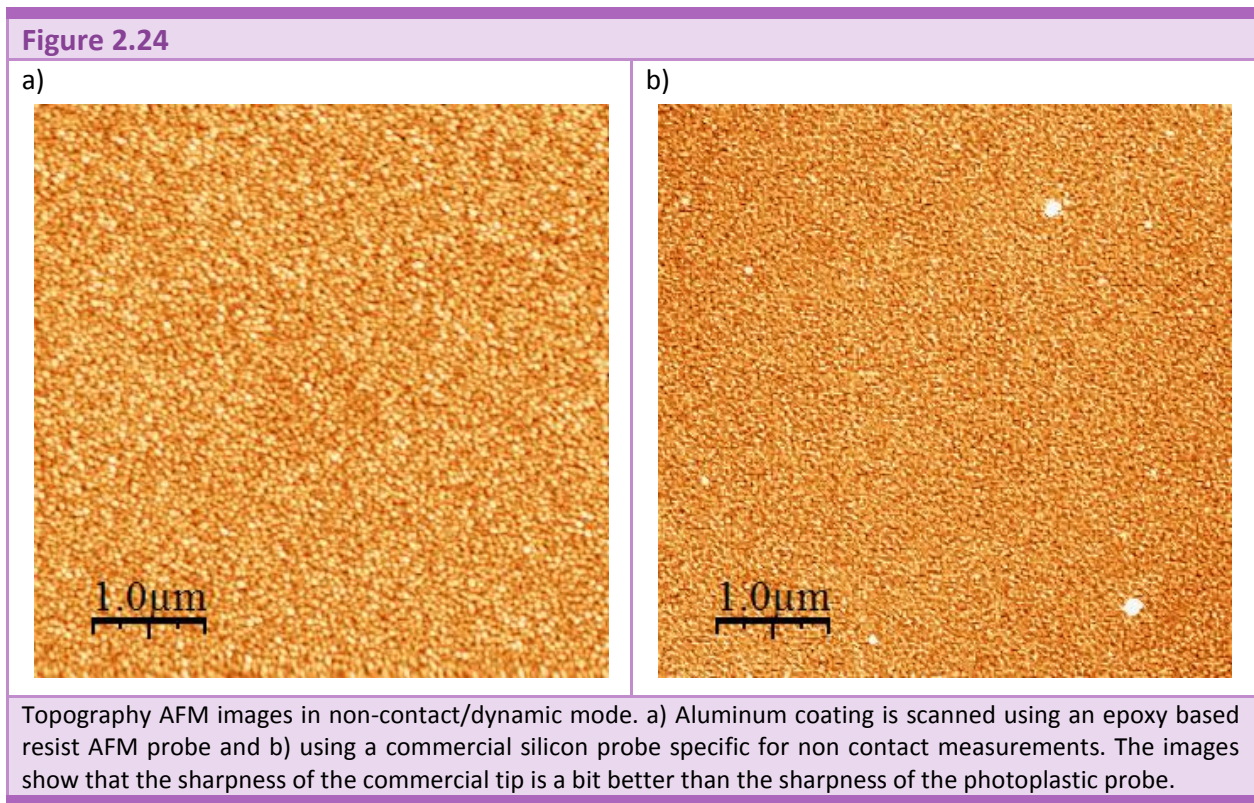 Figure 2.24
a)
b)
1.0μm
1.0μm
Topography AFM images in non-contact/dynamic mode. a) Aluminum coating is scanned using an epoxy based
resist AFM probe and b) using a commercial silicon probe specific for non contact measurements. The images
show that the sharpness of the commercial tip is a bit better than the sharpness of the photoplastic probe.